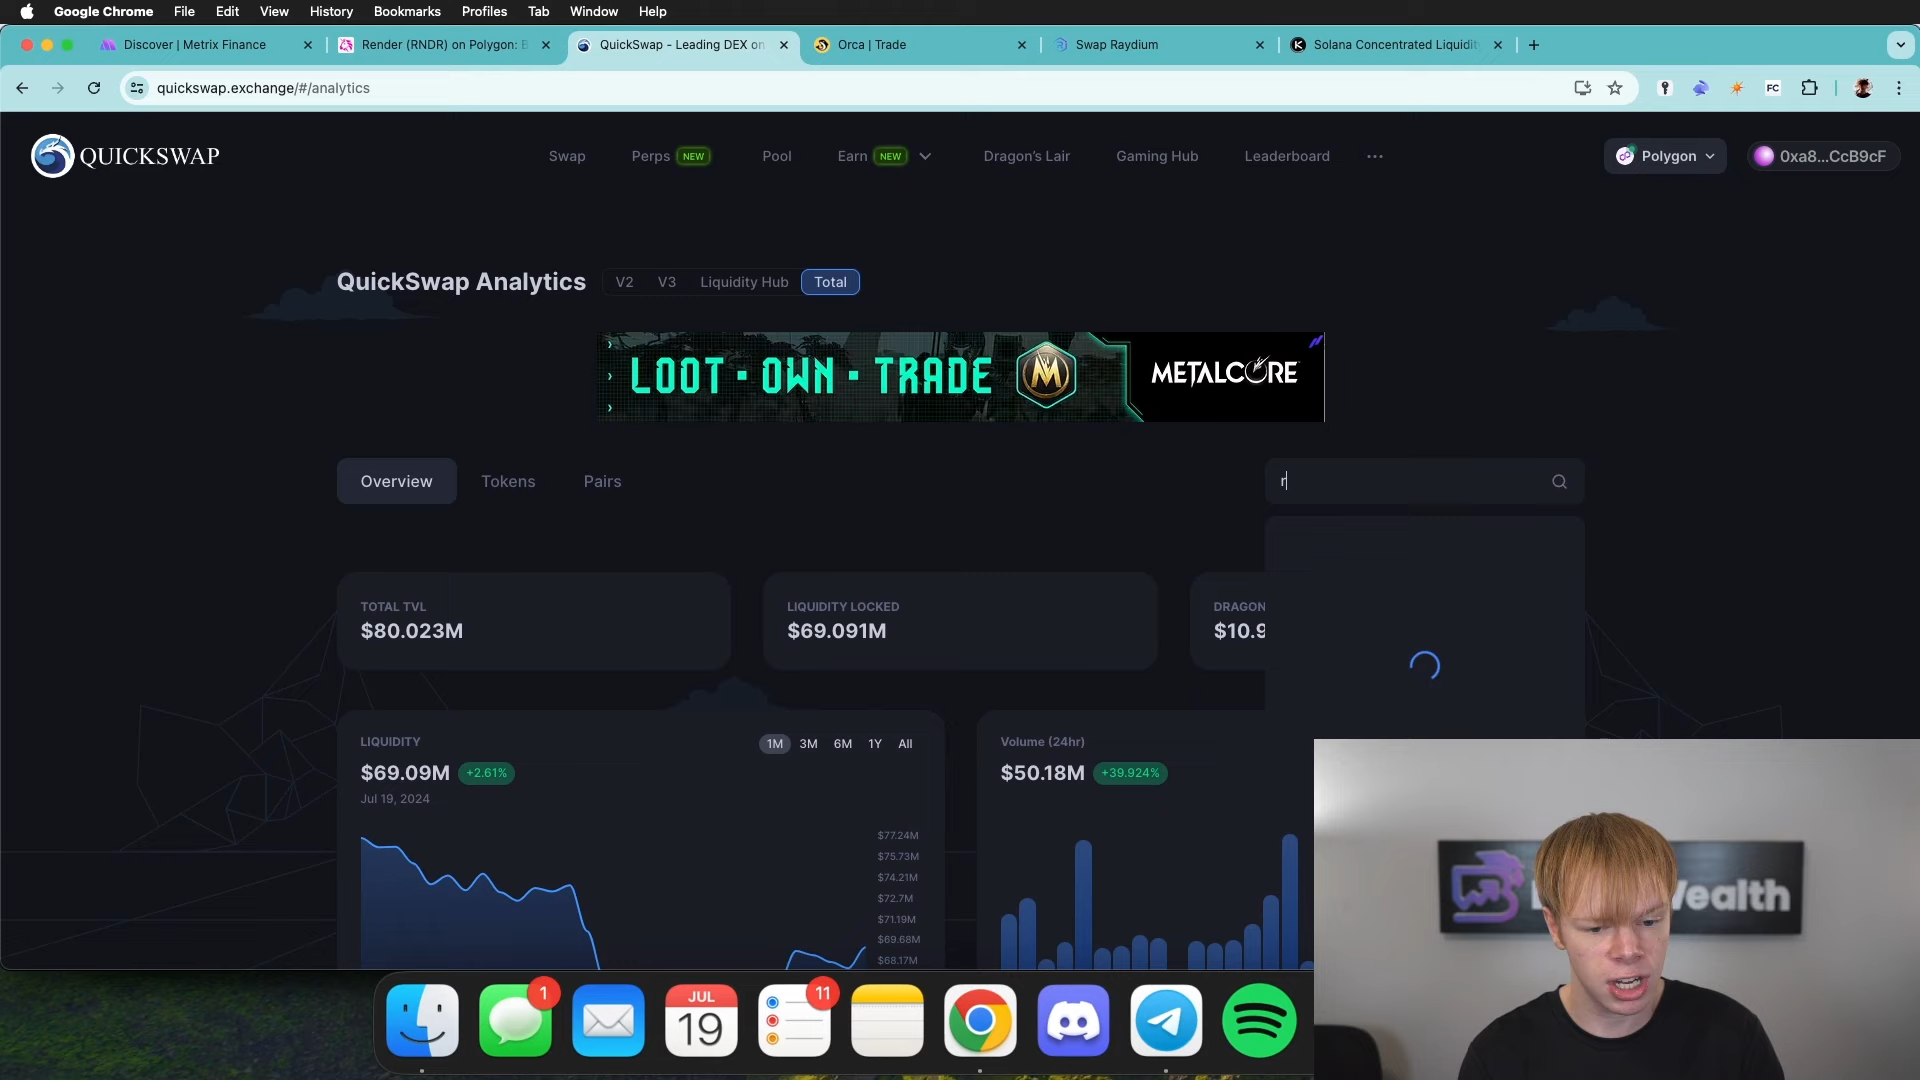 Google Chrome File Edit View History Bookmarks Profiles Tab Window Help
Discover | Metrix Finance Render (RNDR) on Polygon: B QuickSwap - Leading DEX on Orca | Trade Swap Raydium Solana Concentrated Liquidit
quickswap.exchange/#/analytics FC
QUICKSWAP Swap Perps NEW Pool Earn NEW Dragon's Lair Gaming Hub Leaderboard Polygon 0xa8...CcB9cF
QuickSwap Analytics V2 V3 Liquidity Hub Total
LOOT · OWN · TRADE METALCORE
Overview Tokens Pairs r
TOTAL TVL LIQUIDITY LOCKED DRAGON
$80.023M $69.091M $10.9
LIQUIDITY 1M 3M 6M 1Y All Volume (24hr)
$69.09M +2.61% $50.18M +39.924%
Jul 19, 2024
$77.24M
$75.73M
$74.21M
$72.7M
$71.19M
$69.68M
$68.17M
Wealth
1 JUL 19 11